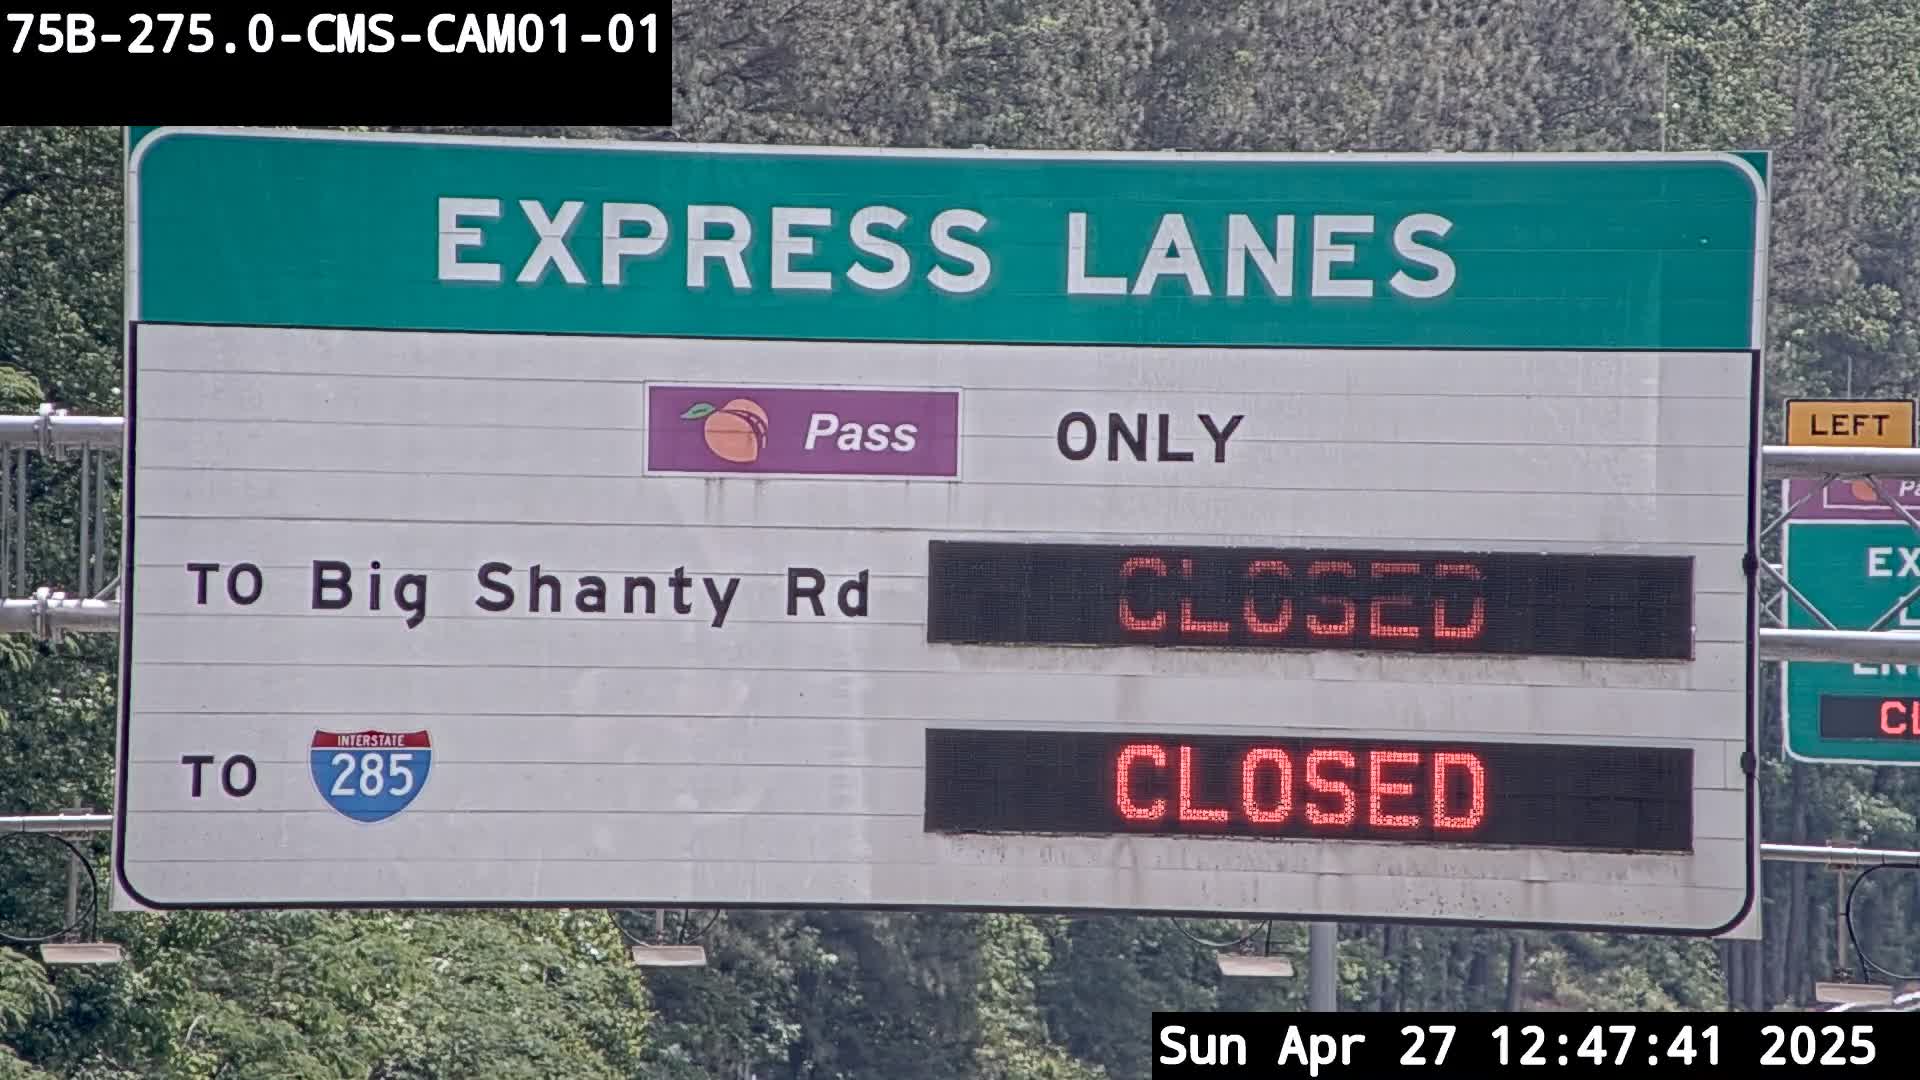 75B-275.0-CMS-CAM01-01
EXPRESS LANES
Pass ONLY
LEFT
TO Big Shanty Rd CLOSED
TO INTERSTATE 285 CLOSED
Sun Apr 27 12:47:41 2025